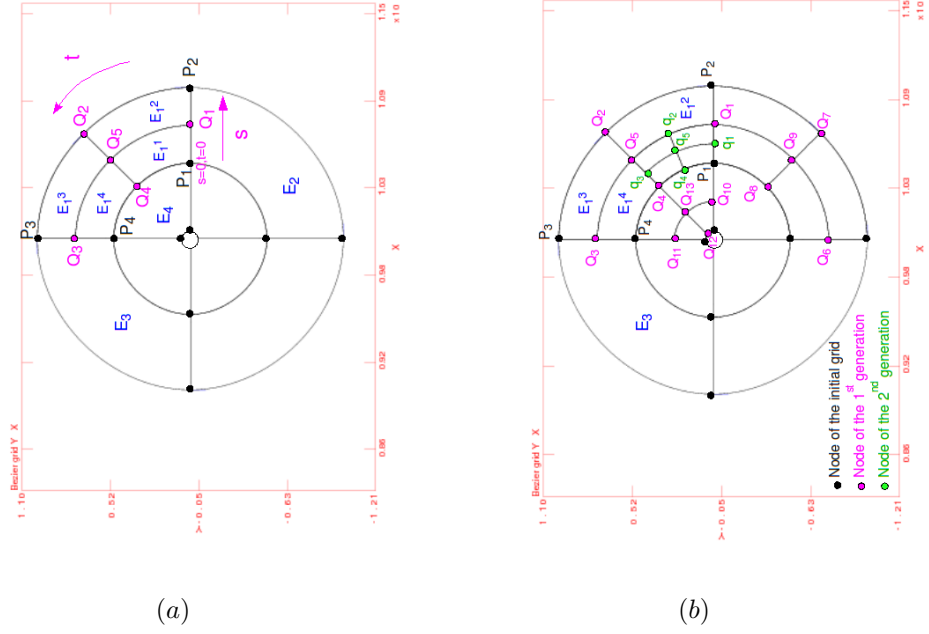 Bezier grid Y X
1.10
0.52
>-0.05
-0.63
-1.21
0.86
0.92
0.98
X
1.03
1.09
1.15
x10
t
s
s=0,t=0
P2
Q2
Q5
E1^2
Q1
E1^1
P1
Q4
E1^3
E1^4
P3
Q3
P4
E4
E2
E3
(a)
Bezier grid Y X
1.10
0.52
>-0.05
-0.63
-1.21
0.86
0.92
0.98
X
1.03
1.09
1.15
x10
P2
Q2
q2
E1^2
Q1
Q7
Q5
q5
q1
Q9
q3
q4
P1
Q8
E1^4
Q4
Q13
Q10
P3
Q3
P4
Q11
Q12
Q6
E3
Node of the initial grid
Node of the 1st generation
Node of the 2nd generation
(b)